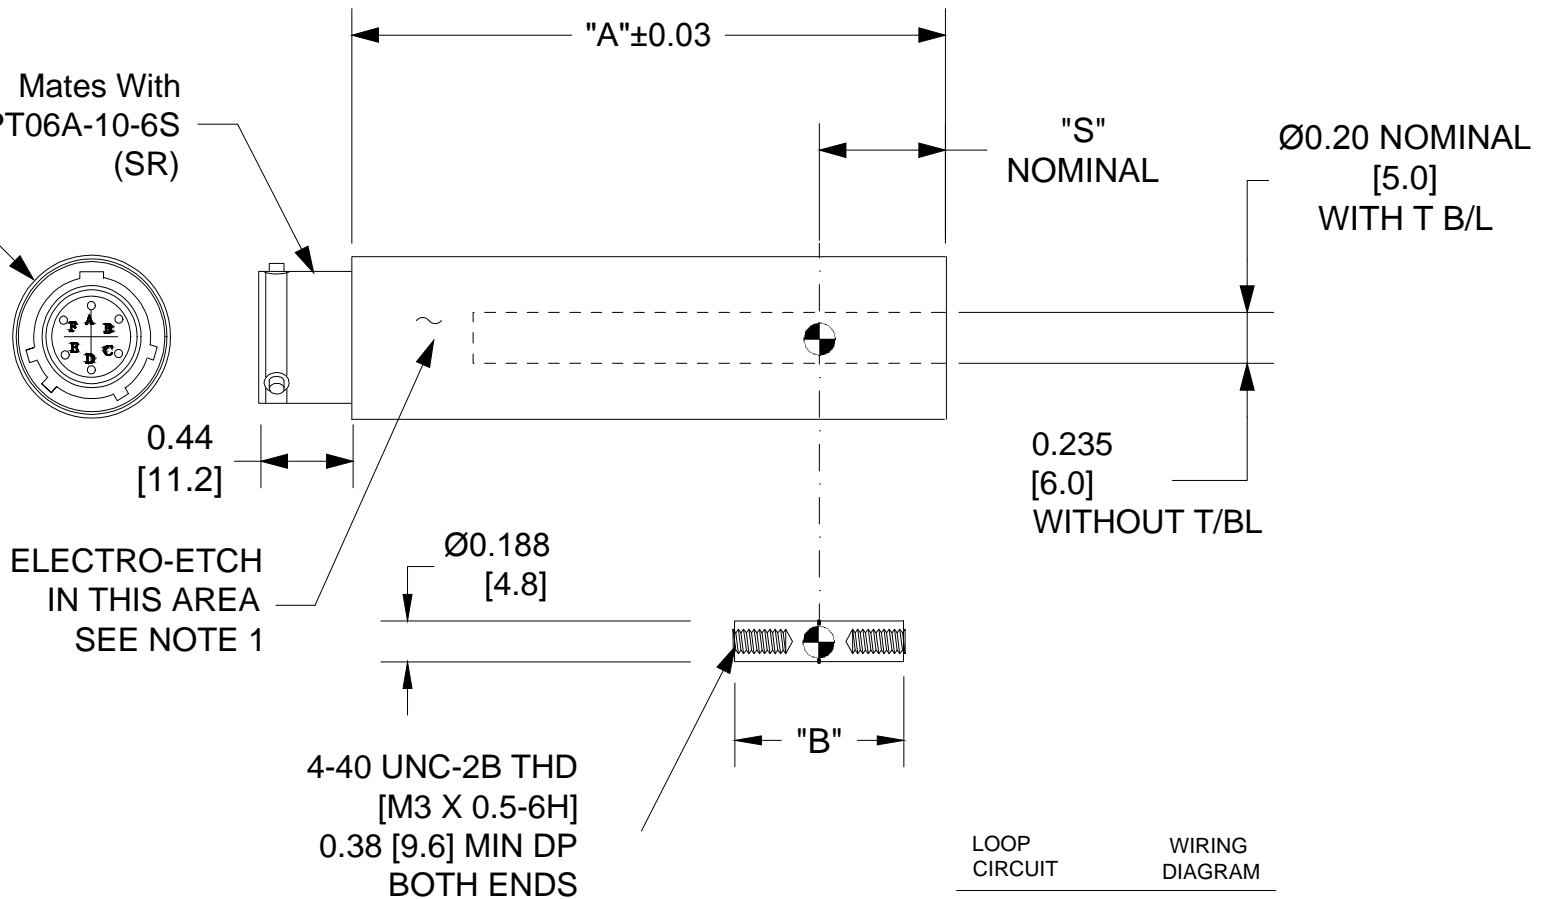 "A"±0.03
Mates With
PT06A-10-6S
(SR)
"S"
NOMINAL
Ø0.20 NOMINAL
[5.0]
WITH T B/L
A
B
C
D
E
F
0.44
[11.2]
0.235
[6.0]
WITHOUT T/BL
ELECTRO-ETCH
IN THIS AREA
SEE NOTE 1
Ø0.188
[4.8]
"B"
4-40 UNC-2B THD
[M3 X 0.5-6H]
0.38 [9.6] MIN DP
BOTH ENDS
LOOP
CIRCUIT
WIRING
DIAGRAM